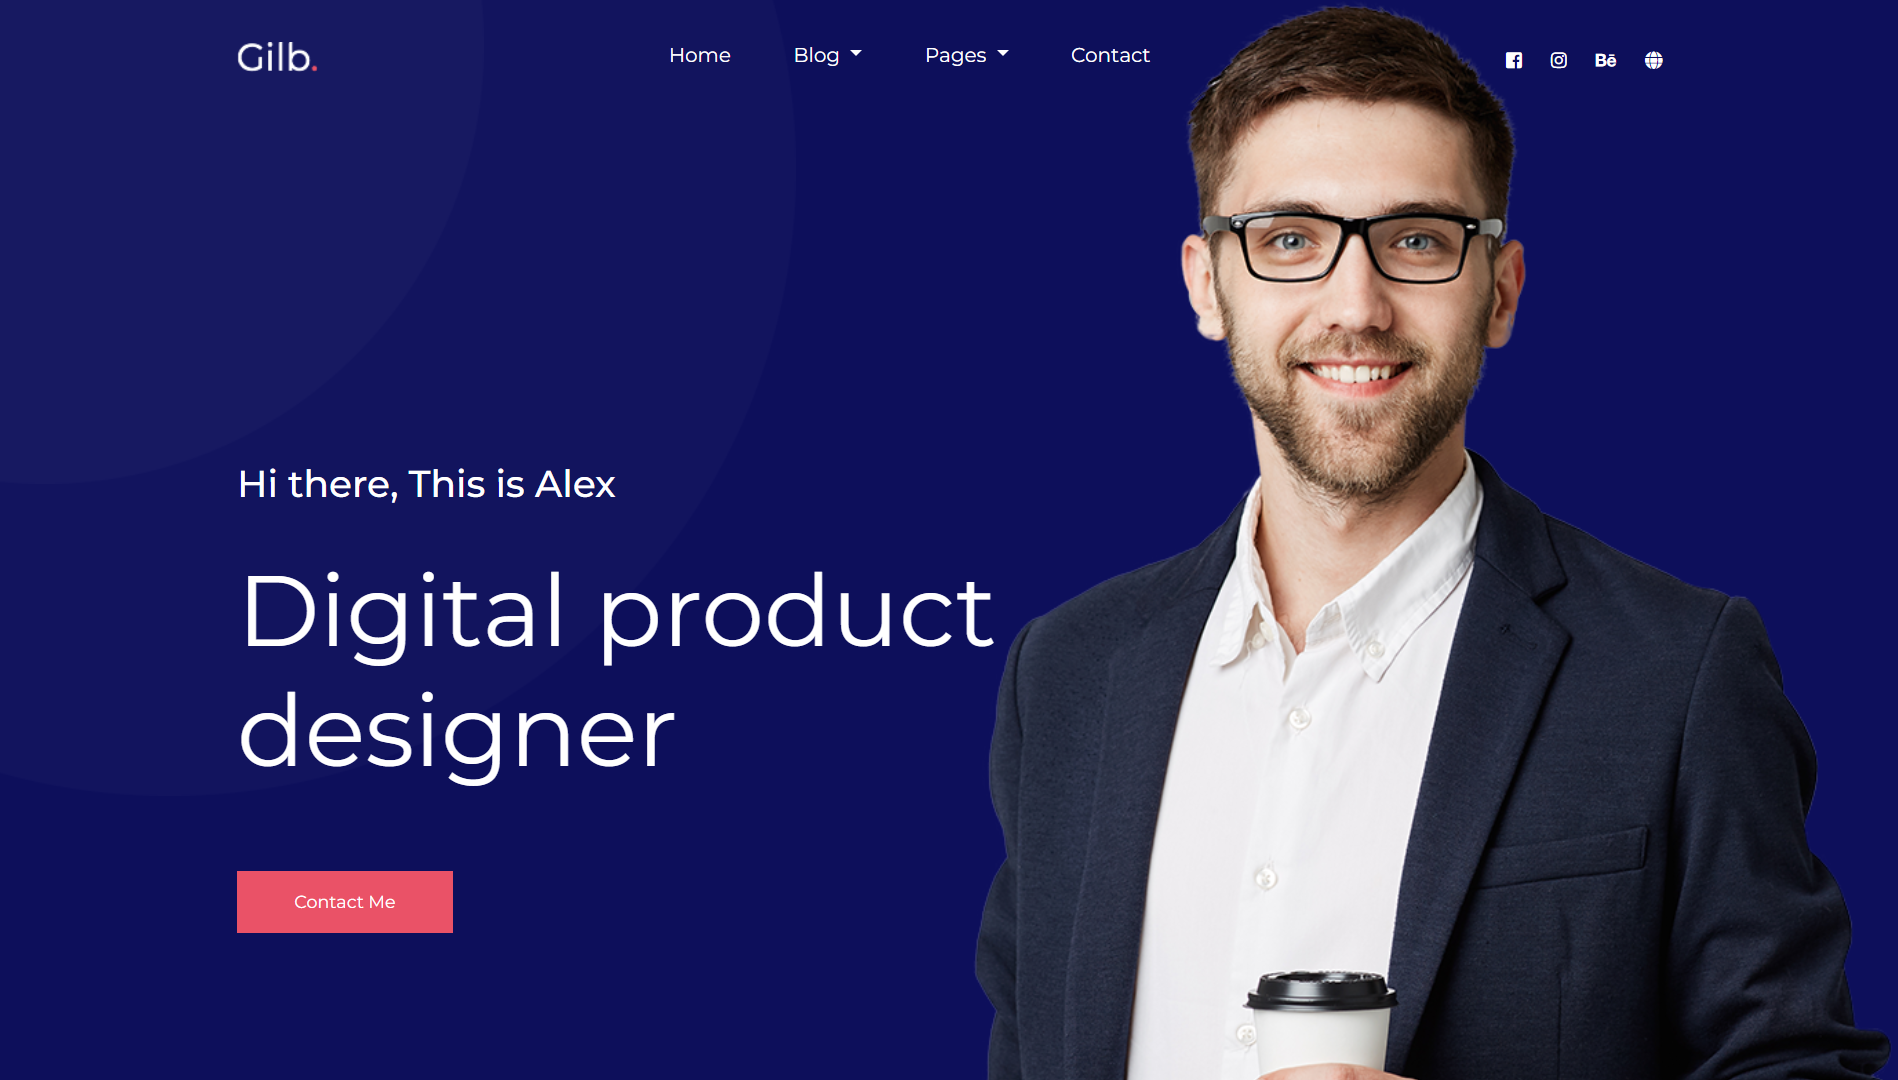 Gilb.
Home
Blog
Pages
Contact
Bē
Hi there, This is Alex
Digital product
designer
Contact Me